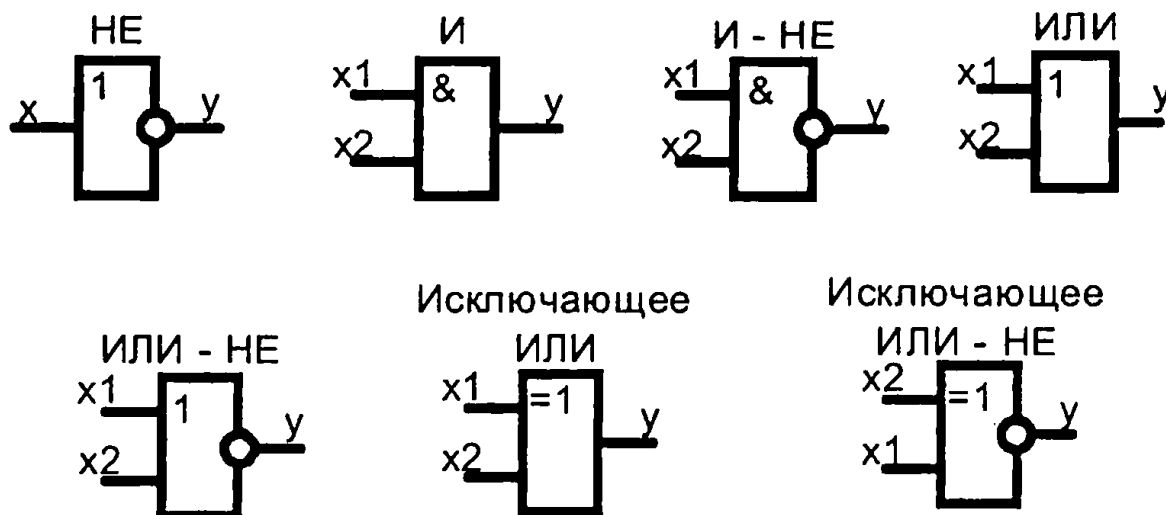 НЕ
И
И - НЕ
ИЛИ
x
1
y
x1
x2
&
y
x1
x2
&
y
x1
x2
1
y
ИЛИ - НЕ
Исключающее
ИЛИ
Исключающее
ИЛИ - НЕ
x1
x2
1
y
x1
x2
=1
y
x2
x1
=1
y